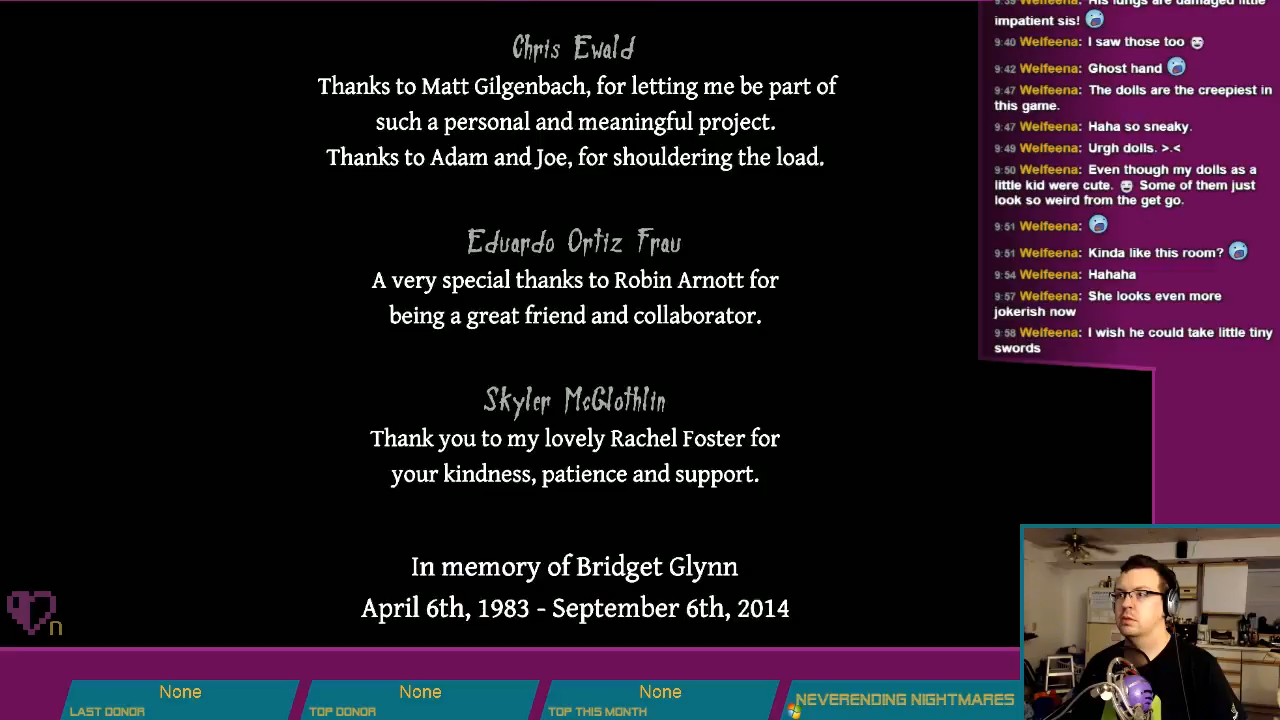 Chris Ewald
Thanks to Matt Gilgenbach, for letting me be part of
such a personal and meaningful project.
Thanks to Adam and Joe, for shouldering the load.
Eduardo Ortiz Frau
A very special thanks to Robin Arnott for
being a great friend and collaborator.
Skyler McGlothlin
Thank you to my lovely Rachel Foster for
your kindness, patience and support.
In memory of Bridget Glynn
April 6th, 1983 - September 6th, 2014
n
9:39 Welfeena: His lungs are damaged little
impatient sis!
9:40 Welfeena: I saw those too
9:42 Welfeena: Ghost hand
9:47 Welfeena: The dolls are the creepiest in
this game.
9:47 Welfeena: Haha so sneaky.
9:49 Welfeena: Urgh dolls. >.<
9:50 Welfeena: Even though my dolls as a
little kid were cute. Some of them just
look so weird from the get go.
9:51 Welfeena:
9:51 Welfeena: Kinda like this room?
9:54 Welfeena: Hahaha
9:57 Welfeena: She looks even more
jokerish now
9:58 Welfeena: I wish he could take little tiny
swords
None
LAST DONOR
None
TOP DONOR
None
TOP THIS MONTH
NEVERENDING NIGHTMARES